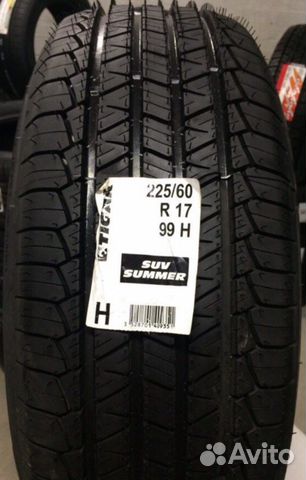 225/60
R 17
99 H
TIGAR
SUV
SUMMER
H
Avito